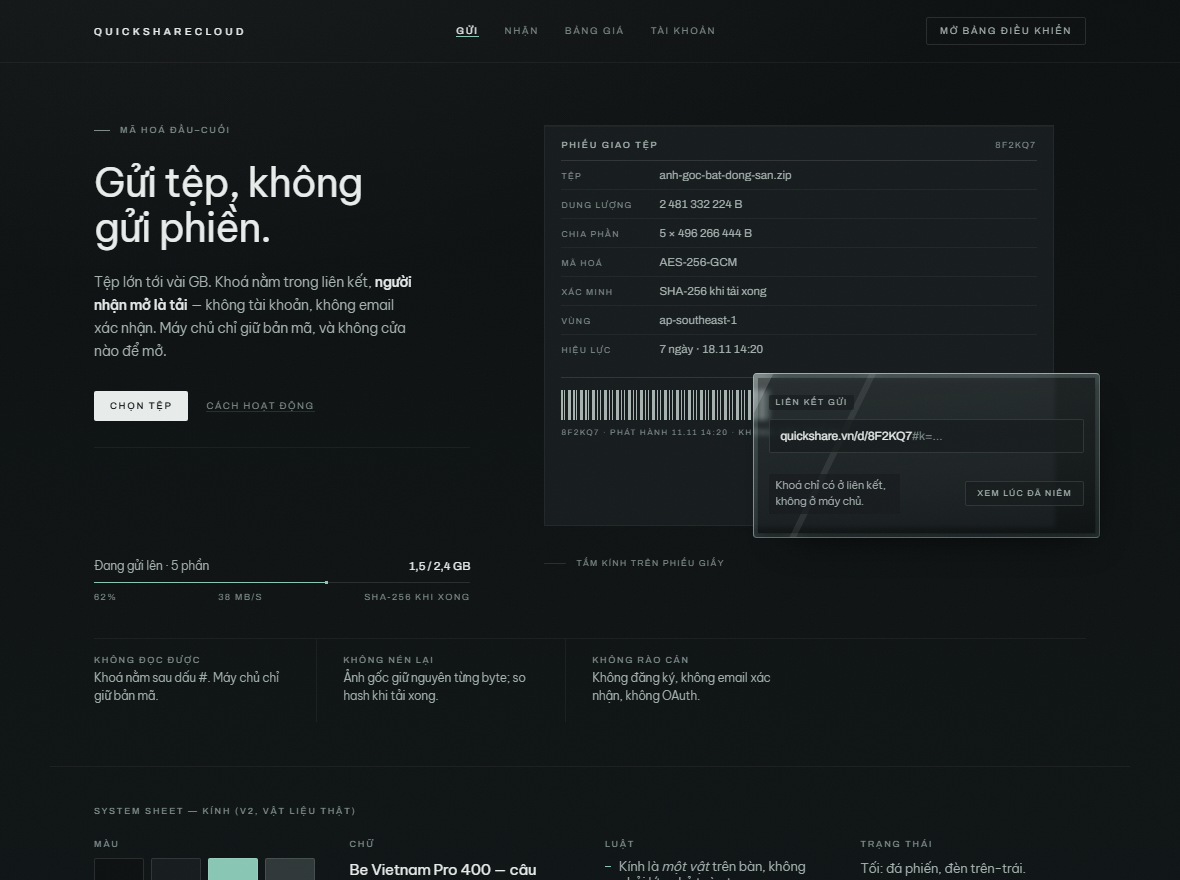 QUICKSHARECLOUD
GỬI
NHẬN
BẢNG GIÁ
TÀI KHOẢN
MỞ BẢNG ĐIỀU KHIỂN
MÃ HOÁ ĐẦU–CUỐI
Gửi tệp, không
gửi phiền.
Tệp lớn tới vài GB. Khoá nằm trong liên kết, người
nhận mở là tải — không tài khoản, không email
xác nhận. Máy chủ chỉ giữ bản mã, và không cửa
nào để mở.
CHỌN TỆP
CÁCH HOẠT ĐỘNG
PHIẾU GIAO TỆP
8F2KQ7
TỆP anh-goc-bat-dong-san.zip
DUNG LƯỢNG 2 481 332 224 B
CHIA PHẦN 5 × 496 266 444 B
MÃ HOÁ AES-256-GCM
XÁC MINH SHA-256 khi tải xong
VÙNG ap-southeast-1
HIỆU LỰC 7 ngày · 18.11 14:20
8F2KQ7 · PHÁT HÀNH 11.11 14:20 · KH
LIÊN KẾT GỬI
quickshare.vn/d/8F2KQ7#k=…
Khoá chỉ có ở liên kết,
không ở máy chủ.
XEM LÚC ĐÃ NIÊM
TẤM KÍNH TRÊN PHIẾU GIẤY
Đang gửi lên · 5 phần
1,5 / 2,4 GB
62%
38 MB/S
SHA-256 KHI XONG
KHÔNG ĐỌC ĐƯỢC
Khoá nằm sau dấu #. Máy chủ chỉ
giữ bản mã.
KHÔNG NÉN LẠI
Ảnh gốc giữ nguyên từng byte; so
hash khi tải xong.
KHÔNG RÀO CẢN
Không đăng ký, không email xác
nhận, không OAuth.
SYSTEM SHEET — KÍNH (V2, VẬT LIỆU THẬT)
MÀU
CHỮ
Be Vietnam Pro 400 — câu
LUẬT
Kính là một vật trên bàn, không
TRẠNG THÁI
Tối: đá phiến, đèn trên-trái.